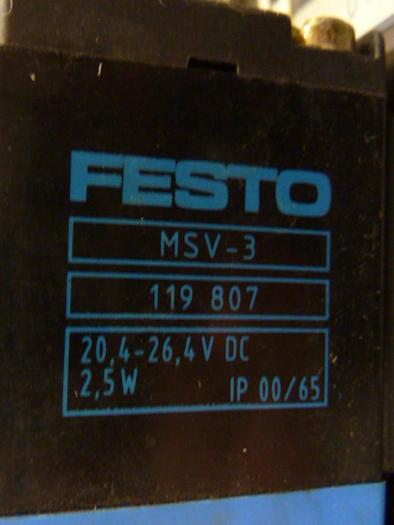 FESTO
MSV-3
119 807
20,4-26,4V DC
2,5W IP 00/65